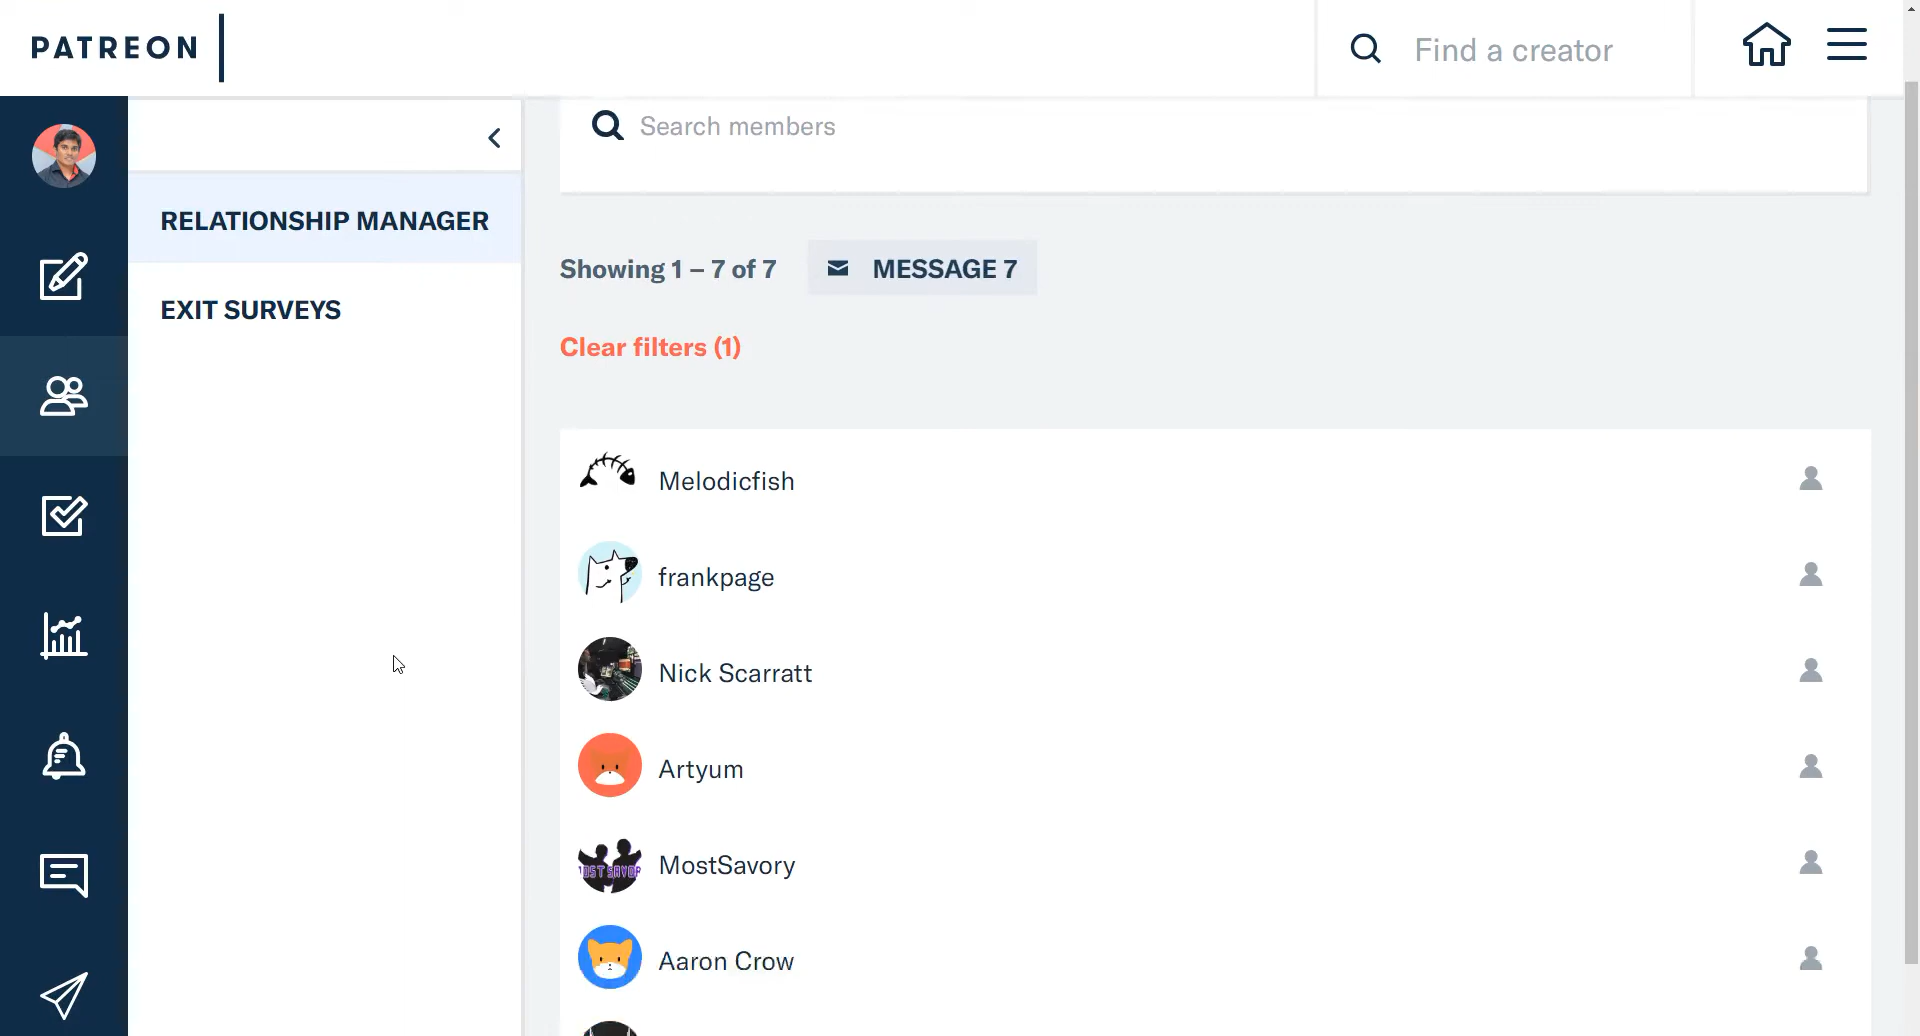 PATREON
Find a creator
Search members
RELATIONSHIP MANAGER
EXIT SURVEYS
Showing 1 – 7 of 7
MESSAGE 7
Clear filters (1)
Melodicfish
frankpage
Nick Scarratt
Artyum
MostSavory
Aaron Crow